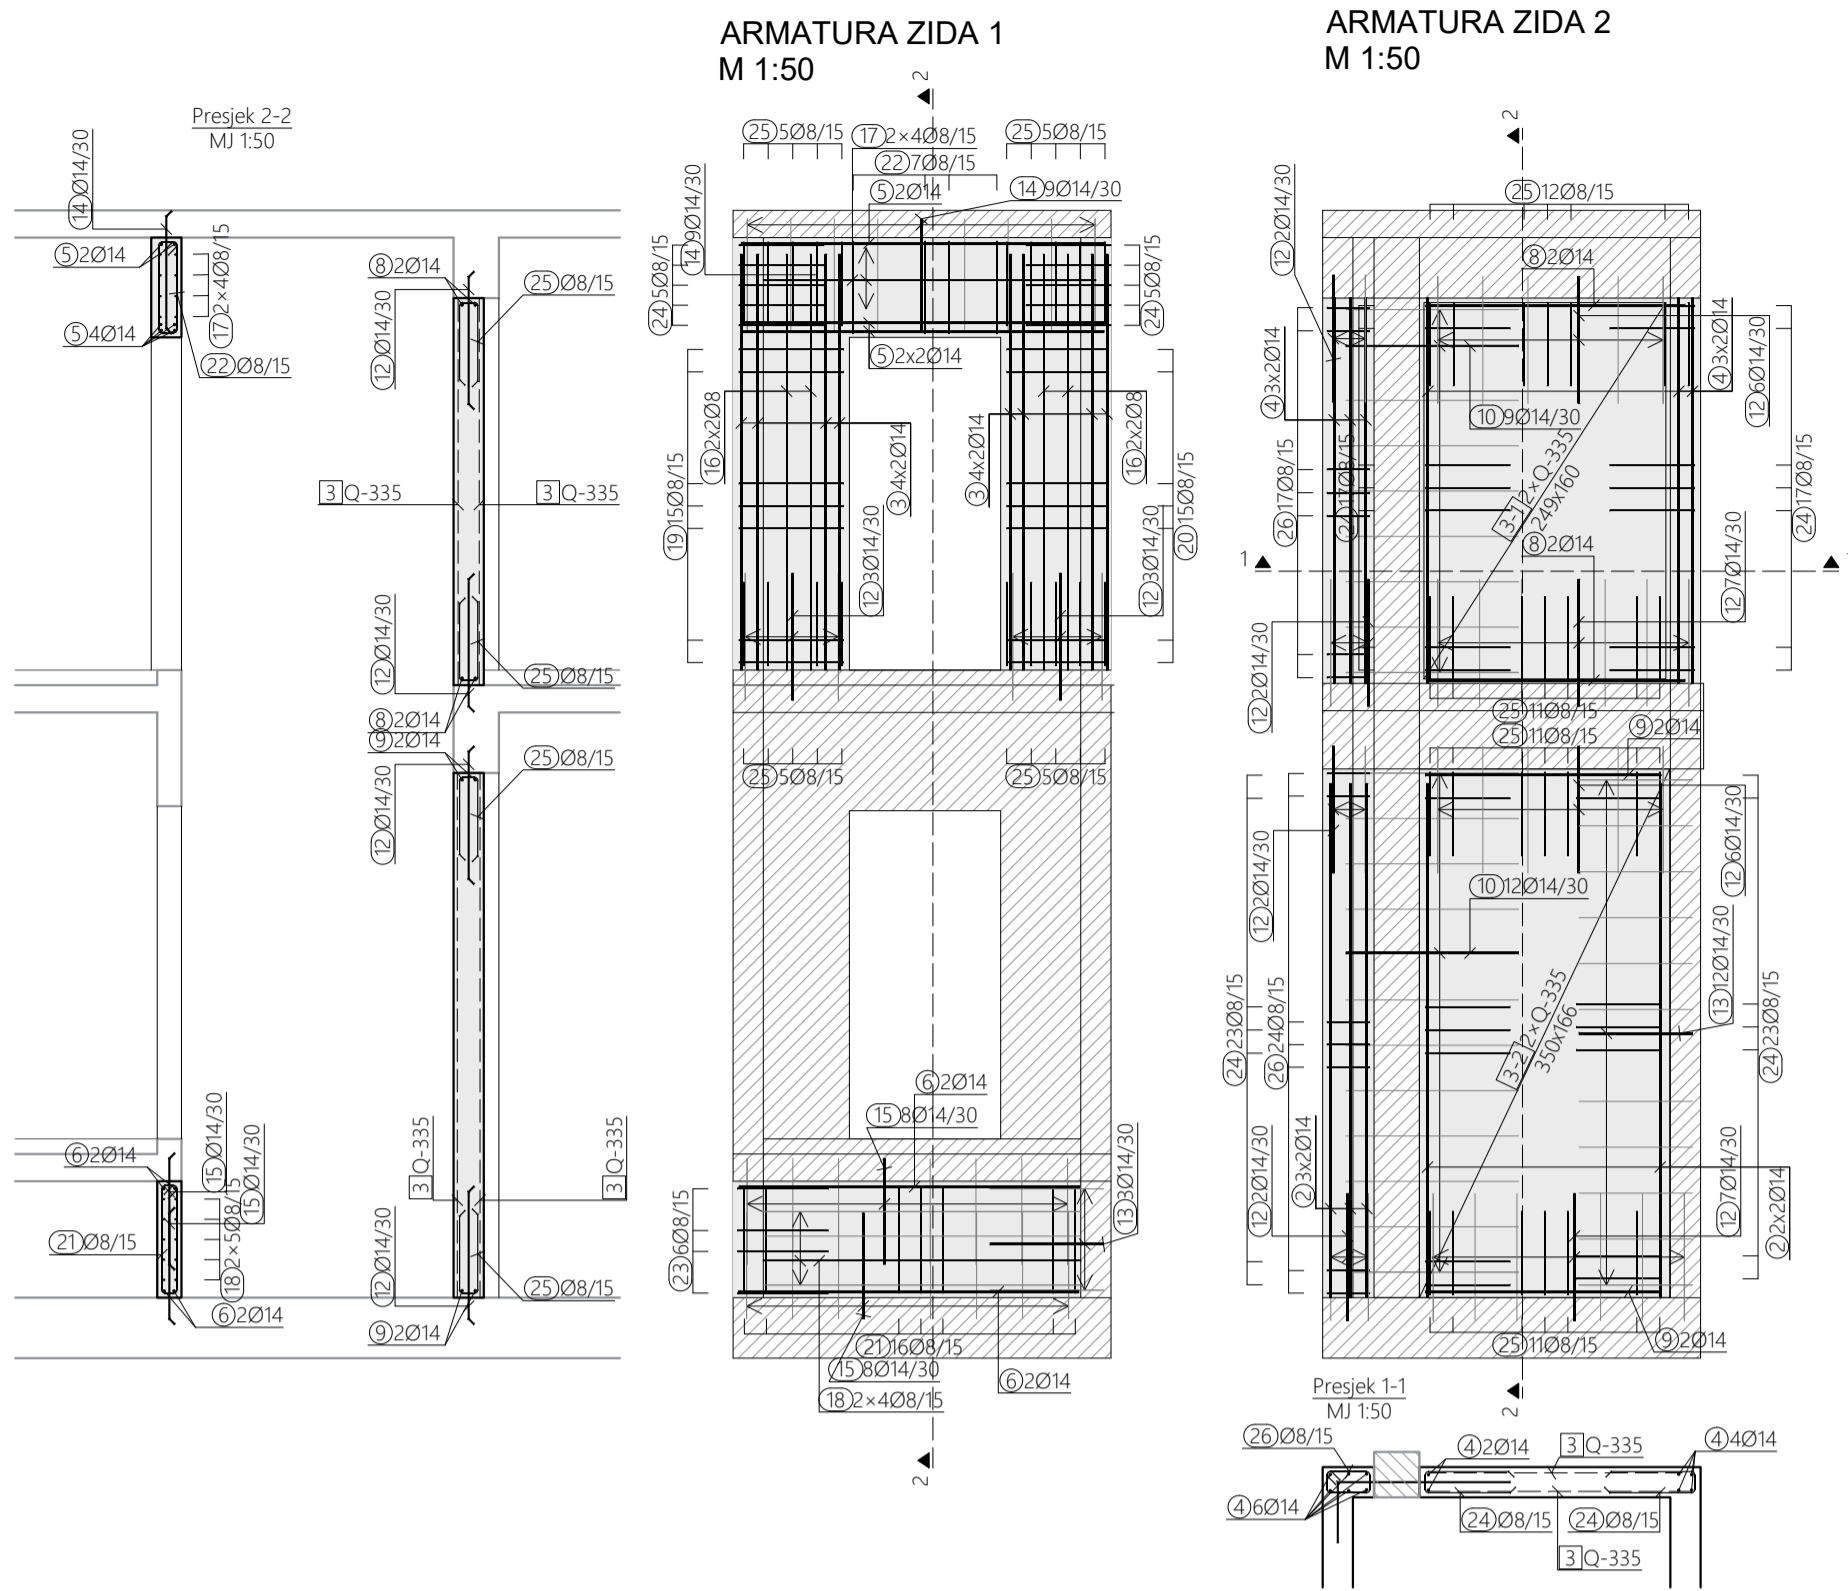 ARMATURA ZIDA 1
M 1:50
ARMATURA ZIDA 2
M 1:50
Presjek 2-2
MJ 1:50
14 Ø14/30
5 2Ø14
17 2×4Ø8/15
5 4Ø14
22 Ø8/15
8 2Ø14
25 Ø8/15
12 Ø14/30
3 Q-335
3 Q-335
12 Ø14/30
25 Ø8/15
8 2Ø14
9 2Ø14
25 Ø8/15
12 Ø14/30
6 2Ø14
15 Ø14/30
15 Ø14/30
21 Ø8/15
18 2×5Ø8/15
6 2Ø14
3 Q-335
3 Q-335
12 Ø14/30
25 Ø8/15
9 2Ø14
2
25 5Ø8/15
17 2×4Ø8/15
25 5Ø8/15
22 7Ø8/15
5 2Ø14
14 9Ø14/30
14 9Ø14/30
24 5Ø8/15
24 5Ø8/15
5 2x2Ø14
16 2x2Ø8
3 4x2Ø14
3 4x2Ø14
16 2x2Ø8
19 15Ø8/15
20 15Ø8/15
12 3Ø14/30
12 3Ø14/30
25 5Ø8/15
25 5Ø8/15
6 2Ø14
15 8Ø14/30
23 6Ø8/15
13 3Ø14/30
21 16Ø8/15
15 8Ø14/30
6 2Ø14
18 2×4Ø8/15
2
2
25 12Ø8/15
12 2Ø14/30
8 2Ø14
4 3x2Ø14
4 3x2Ø14
12 6Ø14/30
10 9Ø14/30
26 17Ø8/15
24 17Ø8/15
3-1 2×Q-335
249x160
24 17Ø8/15
8 2Ø14
1
12 7Ø14/30
12 2Ø14/30
25 11Ø8/15
25 11Ø8/15
9 2Ø14
12 2Ø14/30
12 6Ø14/30
10 12Ø14/30
13 12Ø14/30
24 23Ø8/15
26 24Ø8/15
3-2 2×Q-335
350x166
24 23Ø8/15
12 2Ø14/30
2 3x2Ø14
12 7Ø14/30
2 2x2Ø14
25 11Ø8/15
9 2Ø14
2
Presjek 1-1
MJ 1:50
26 Ø8/15
4 2Ø14
3 Q-335
4 4Ø14
4 6Ø14
24 Ø8/15
24 Ø8/15
3 Q-335